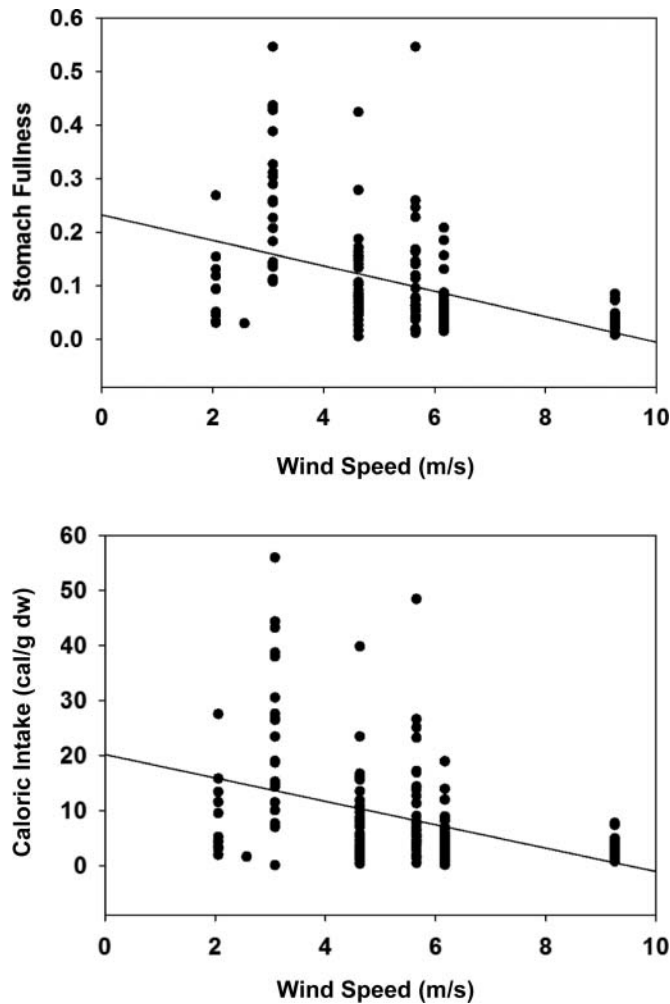 0.6
0.5
0.4
0.3
0.2
0.1
0.0
Stomach Fullness
0 2 4 6 8 10
Wind Speed (m/s)
60
50
40
30
20
10
0
Caloric Intake (cal/g dw)
0 2 4 6 8 10
Wind Speed (m/s)